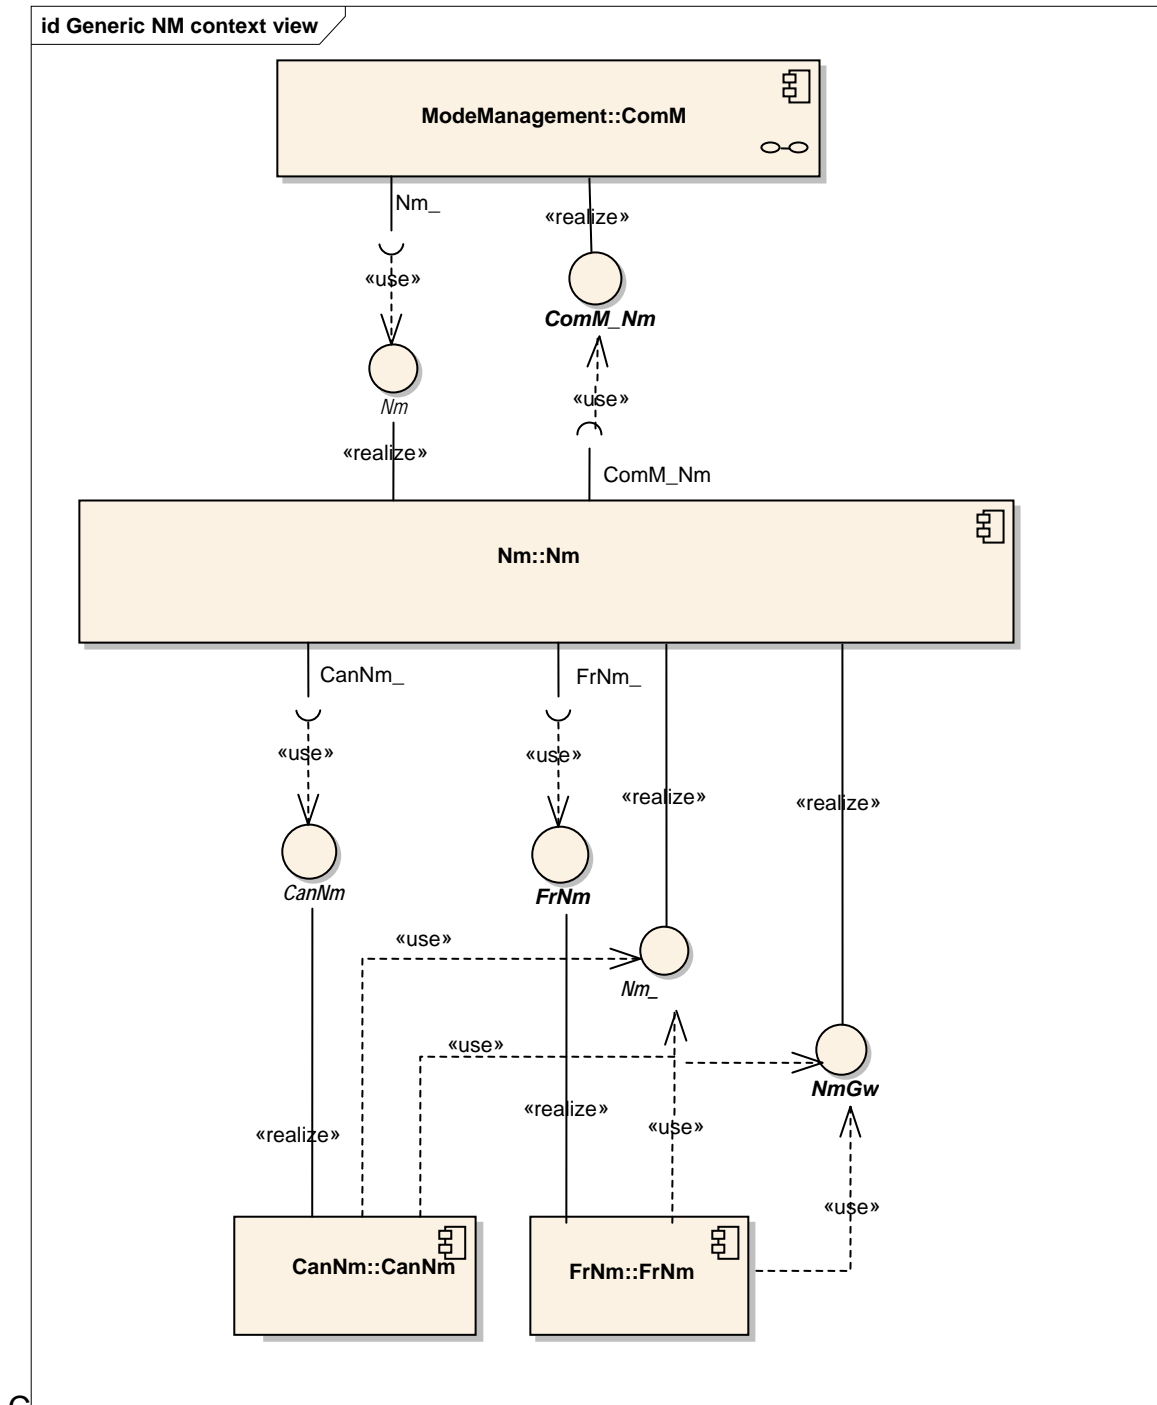 id Generic NM context view
ModeManagement::ComM
Nm_
«realize»
«use»
ComM_Nm
Nm
«use»
«realize»
ComM_Nm
Nm::Nm
CanNm_
FrNm_
«use»
«use»
«realize»
«realize»
CanNm
FrNm
«use»
Nm_
«use»
NmGw
«realize»
«use»
«realize»
«use»
CanNm::CanNm
FrNm::FrNm
C